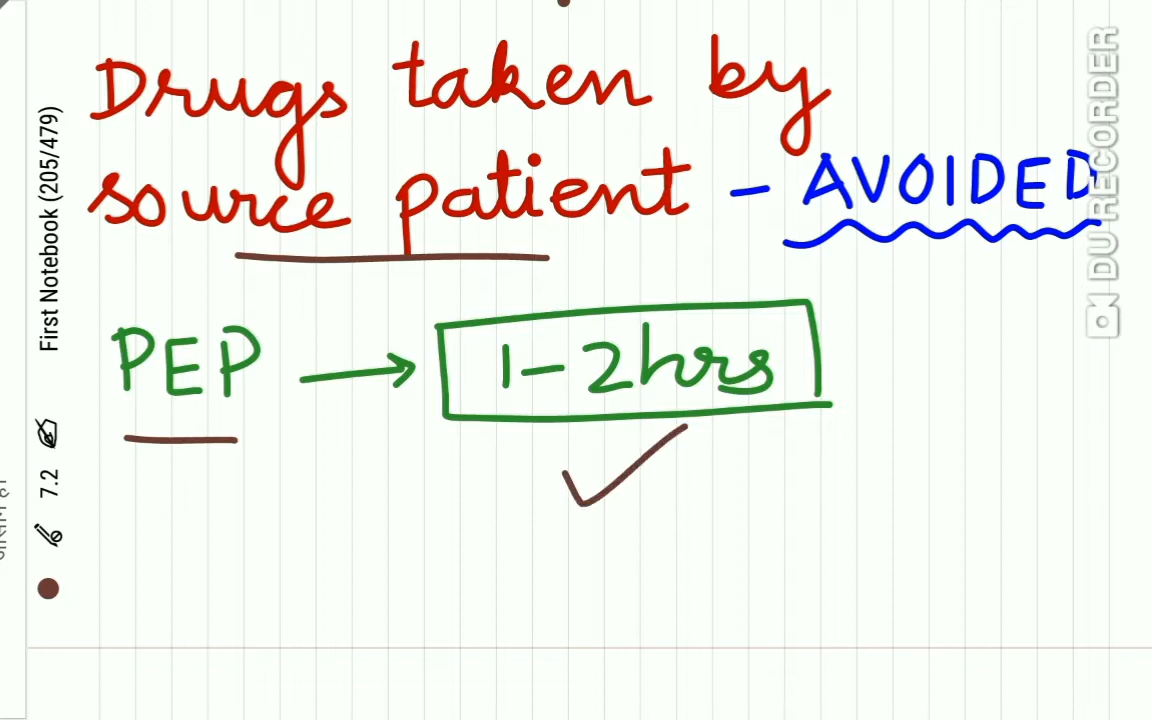 Drugs taken by
source patient - AVOIDED
PEP → 1-2hrs
First Notebook (205/479)
7.2
DU RECORDER